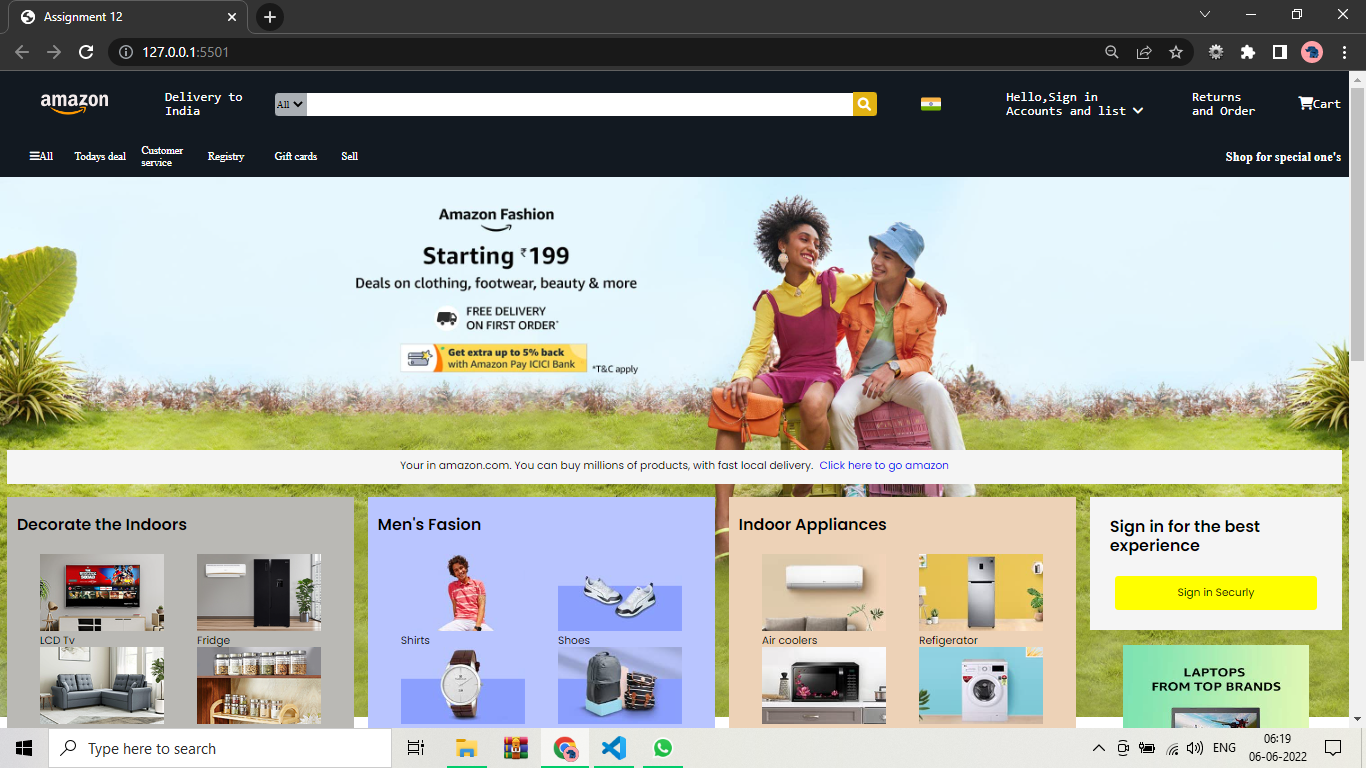 Assignment 12
127.0.0.1:5501
amazon
Delivery to
India
All
Hello,Sign in
Accounts and list
Returns
and Order
Cart
All
Todays deal
Customer
service
Registry
Gift cards
Sell
Shop for special one's
Amazon Fashion
Starting ₹199
Deals on clothing, footwear, beauty & more
FREE DELIVERY
ON FIRST ORDER*
Get extra up to 5% back
with Amazon Pay ICICI Bank
*T&C apply
Your in amazon.com. You can buy millions of products, with fast local delivery. Click here to go amazon
Decorate the Indoors
LCD Tv
Fridge
Men's Fasion
Shirts
Shoes
Indoor Appliances
Air coolers
Refigerator
Sign in for the best
experience
Sign in Securly
LAPTOPS
FROM TOP BRANDS
Type here to search
ENG
06:19
06-06-2022